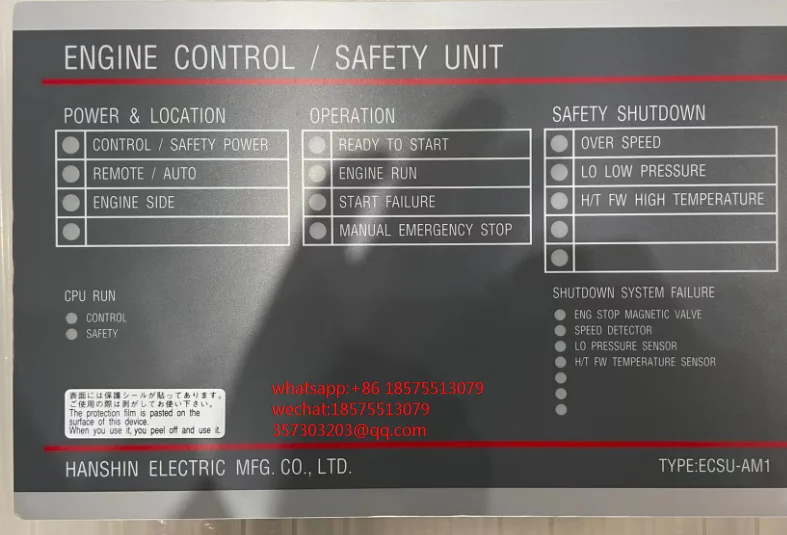 ENGINE CONTROL / SAFETY UNIT
POWER & LOCATION
CONTROL / SAFETY POWER
REMOTE / AUTO
ENGINE SIDE
OPERATION
READY TO START
ENGINE RUN
START FAILURE
MANUAL EMERGENCY STOP
SAFETY SHUTDOWN
OVER SPEED
LO LOW PRESSURE
H/T FW HIGH TEMPERATURE
CPU RUN
CONTROL
SAFETY
SHUTDOWN SYSTEM FAILURE
ENG STOP MAGNETIC VALVE
SPEED DETECTOR
LO PRESSURE SENSOR
H/T FW TEMPERATURE SENSOR
表面には保護シールが貼ってあります。
ご使用の際は剥がしてお使い下さい。
The protection film is pasted on the
surface of this device.
When you use it, you peel off and use it.
whatsapp:+86 18575513079
wechat:18575513079
357303203@qq.com
HANSHIN ELECTRIC MFG. CO., LTD.
TYPE:ECSU-AM1